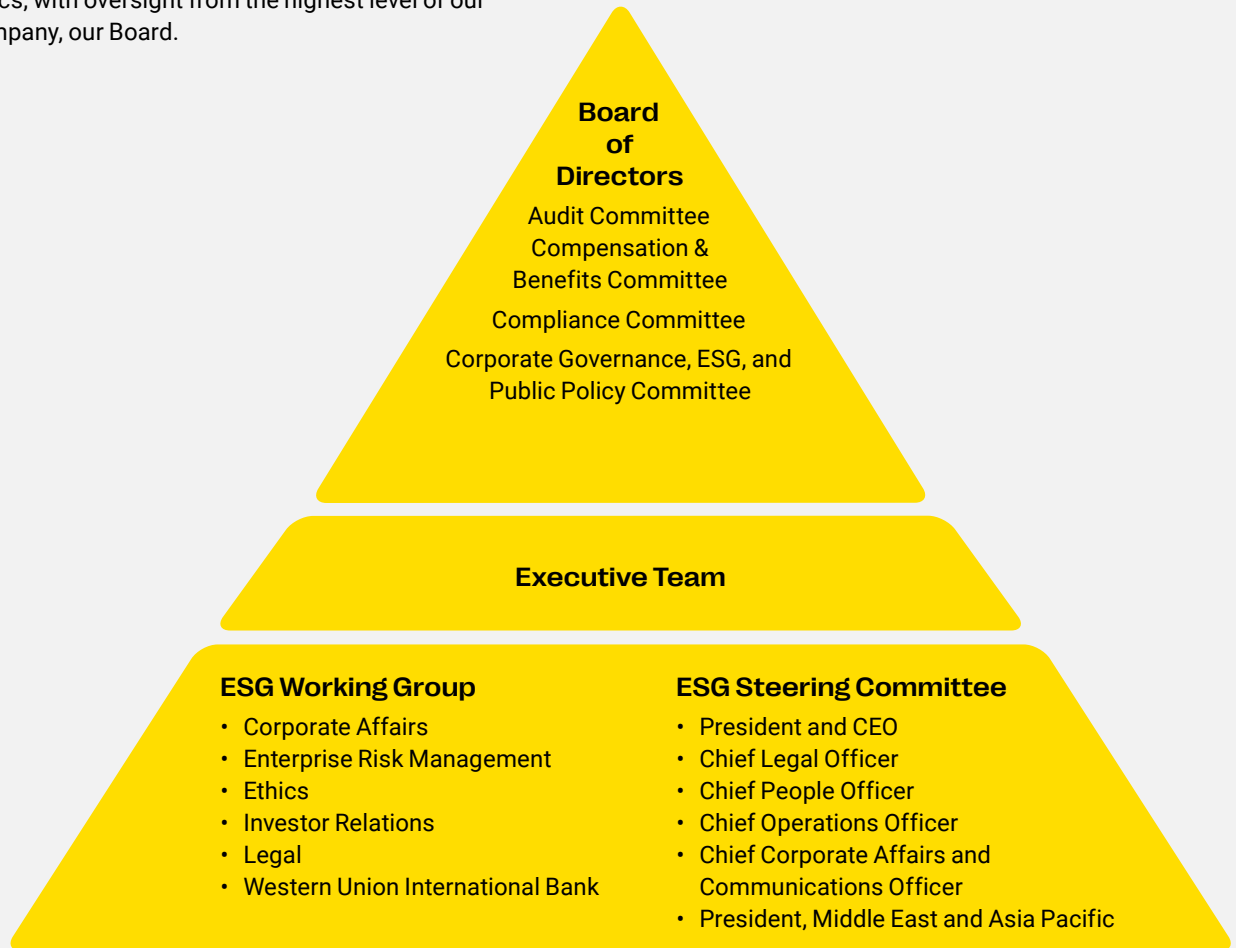 with oversight from the highest level of our
company, our Board.
Board
of
Directors
Audit Committee
Compensation &
Benefits Committee
Compliance Committee
Corporate Governance, ESG, and
Public Policy Committee
Executive Team
ESG Working Group
• Corporate Affairs
• Enterprise Risk Management
• Ethics
• Investor Relations
• Legal
• Western Union International Bank
ESG Steering Committee
• President and CEO
• Chief Legal Officer
• Chief People Officer
• Chief Operations Officer
• Chief Corporate Affairs and
Communications Officer
• President, Middle East and Asia Pacific